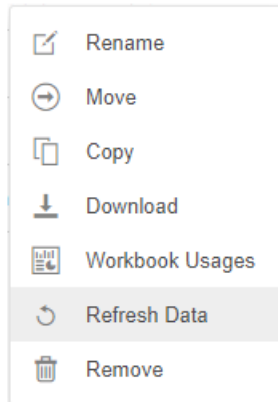 Rename
Move
Copy
Download
Workbook Usages
Refresh Data
Remove